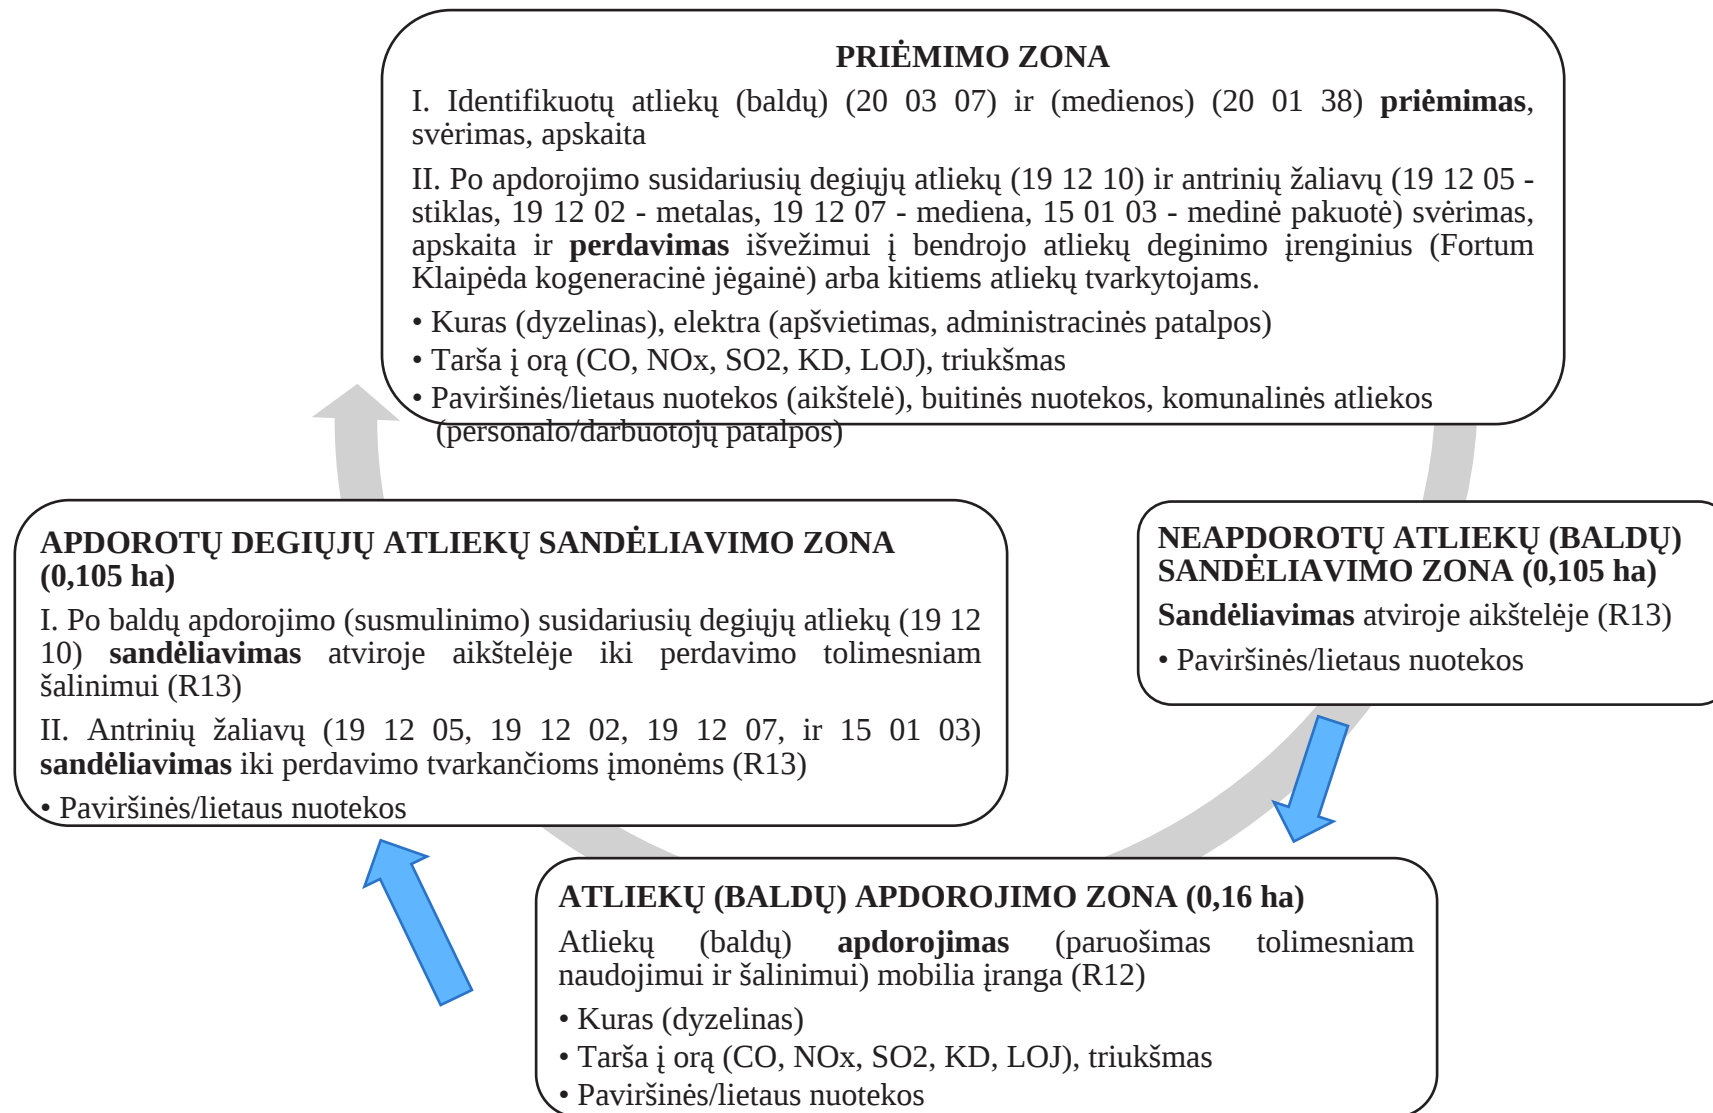 PRIĖMIMO ZONA
I. Identifikuotų atliekų (baldų) (20 03 07) ir (medienos) (20 01 38) priėmimas,
svėrimas, apskaita
II. Po apdorojimo susidariusių degiųjų atliekų (19 12 10) ir antrinių žaliavų (19 12 05 -
stiklas, 19 12 02 - metalas, 19 12 07 - mediena, 15 01 03 - medinė pakuotė) svėrimas,
apskaita ir perdavimas išvežimui į bendrojo atliekų deginimo įrenginius (Fortum
Klaipėda kogeneracinė jėgainė) arba kitiems atliekų tvarkytojams.
• Kuras (dyzelinas), elektra (apšvietimas, administracinės patalpos)
• Tarša į orą (CO, NOx, SO2, KD, LOJ), triukšmas
• Paviršinės/lietaus nuotekos (aikštelė), buitinės nuotekos, komunalinės atliekos
(personalo/darbuotojų patalpos)
NEAPDOROTŲ ATLIEKŲ (BALDŲ)
SANDĖLIAVIMO ZONA (0,105 ha)
Sandėliavimas atviroje aikštelėje (R13)
• Paviršinės/lietaus nuotekos
ATLIEKŲ (BALDŲ) APDOROJIMO ZONA (0,16 ha)
Atliekų (baldų) apdorojimas (paruošimas tolimesniam
naudojimui ir šalinimui) mobilia įranga (R12)
• Kuras (dyzelinas)
• Tarša į orą (CO, NOx, SO2, KD, LOJ), triukšmas
• Paviršinės/lietaus nuotekos
APDOROTŲ DEGIŲJŲ ATLIEKŲ SANDĖLIAVIMO ZONA
(0,105 ha)
I. Po baldų apdorojimo (susmulinimo) susidariusių degiųjų atliekų (19 12
10) sandėliavimas atviroje aikštelėje iki perdavimo tolimesniam
šalinimui (R13)
II. Antrinių žaliavų (19 12 05, 19 12 02, 19 12 07, ir 15 01 03)
sandėliavimas iki perdavimo tvarkančioms įmonėms (R13)
• Paviršinės/lietaus nuotekos